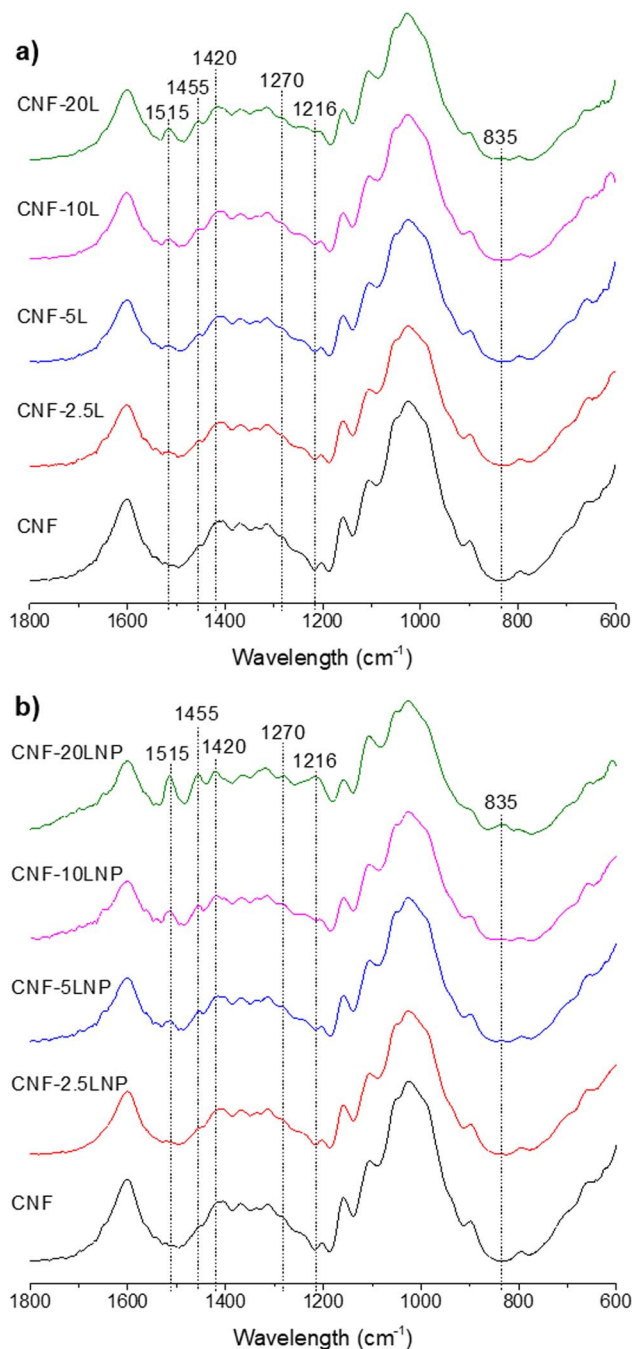 a)
1420
1455
1270
1515
1216
835
CNF-20L
CNF-10L
CNF-5L
CNF-2.5L
CNF
1800 1600 1400 1200 1000 800 600
Wavelength (cm⁻¹)
b)
1455
1420
1270
1515
1216
835
CNF-20LNP
CNF-10LNP
CNF-5LNP
CNF-2.5LNP
CNF
1800 1600 1400 1200 1000 800 600
Wavelength (cm⁻¹)